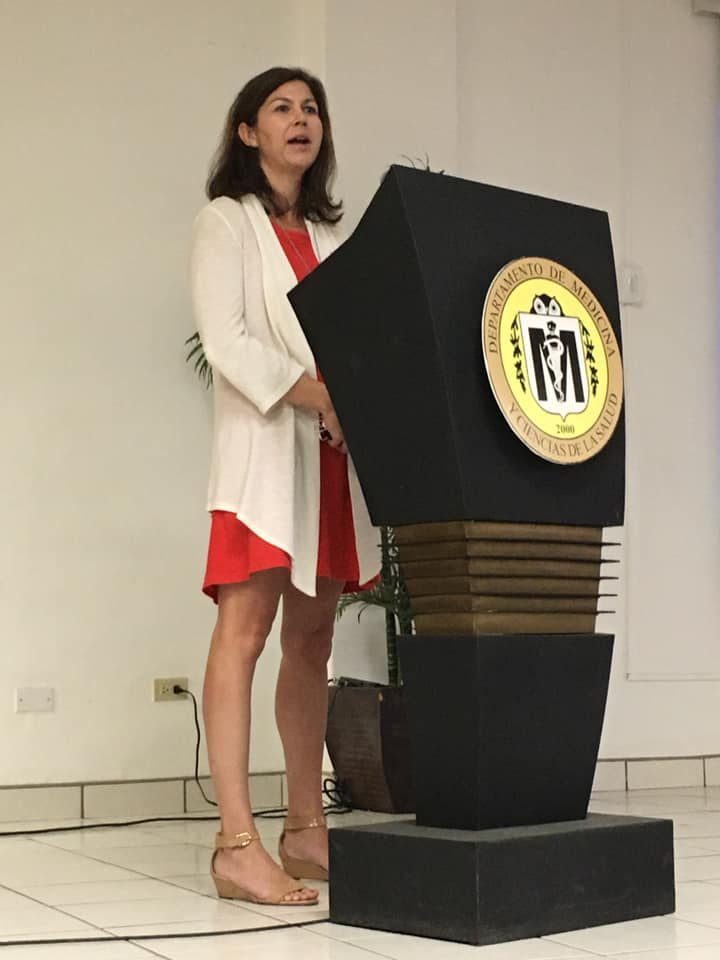 DEPARTAMENTO DE MEDICINA
M
2000
Y CIENCIAS DE LA SALUD